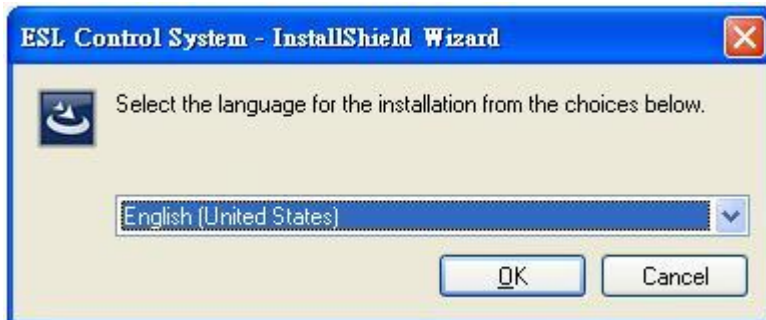 ESL Control System - InstallShield Wizard
Select the language for the installation from the choices below.
English (United States)
OK Cancel